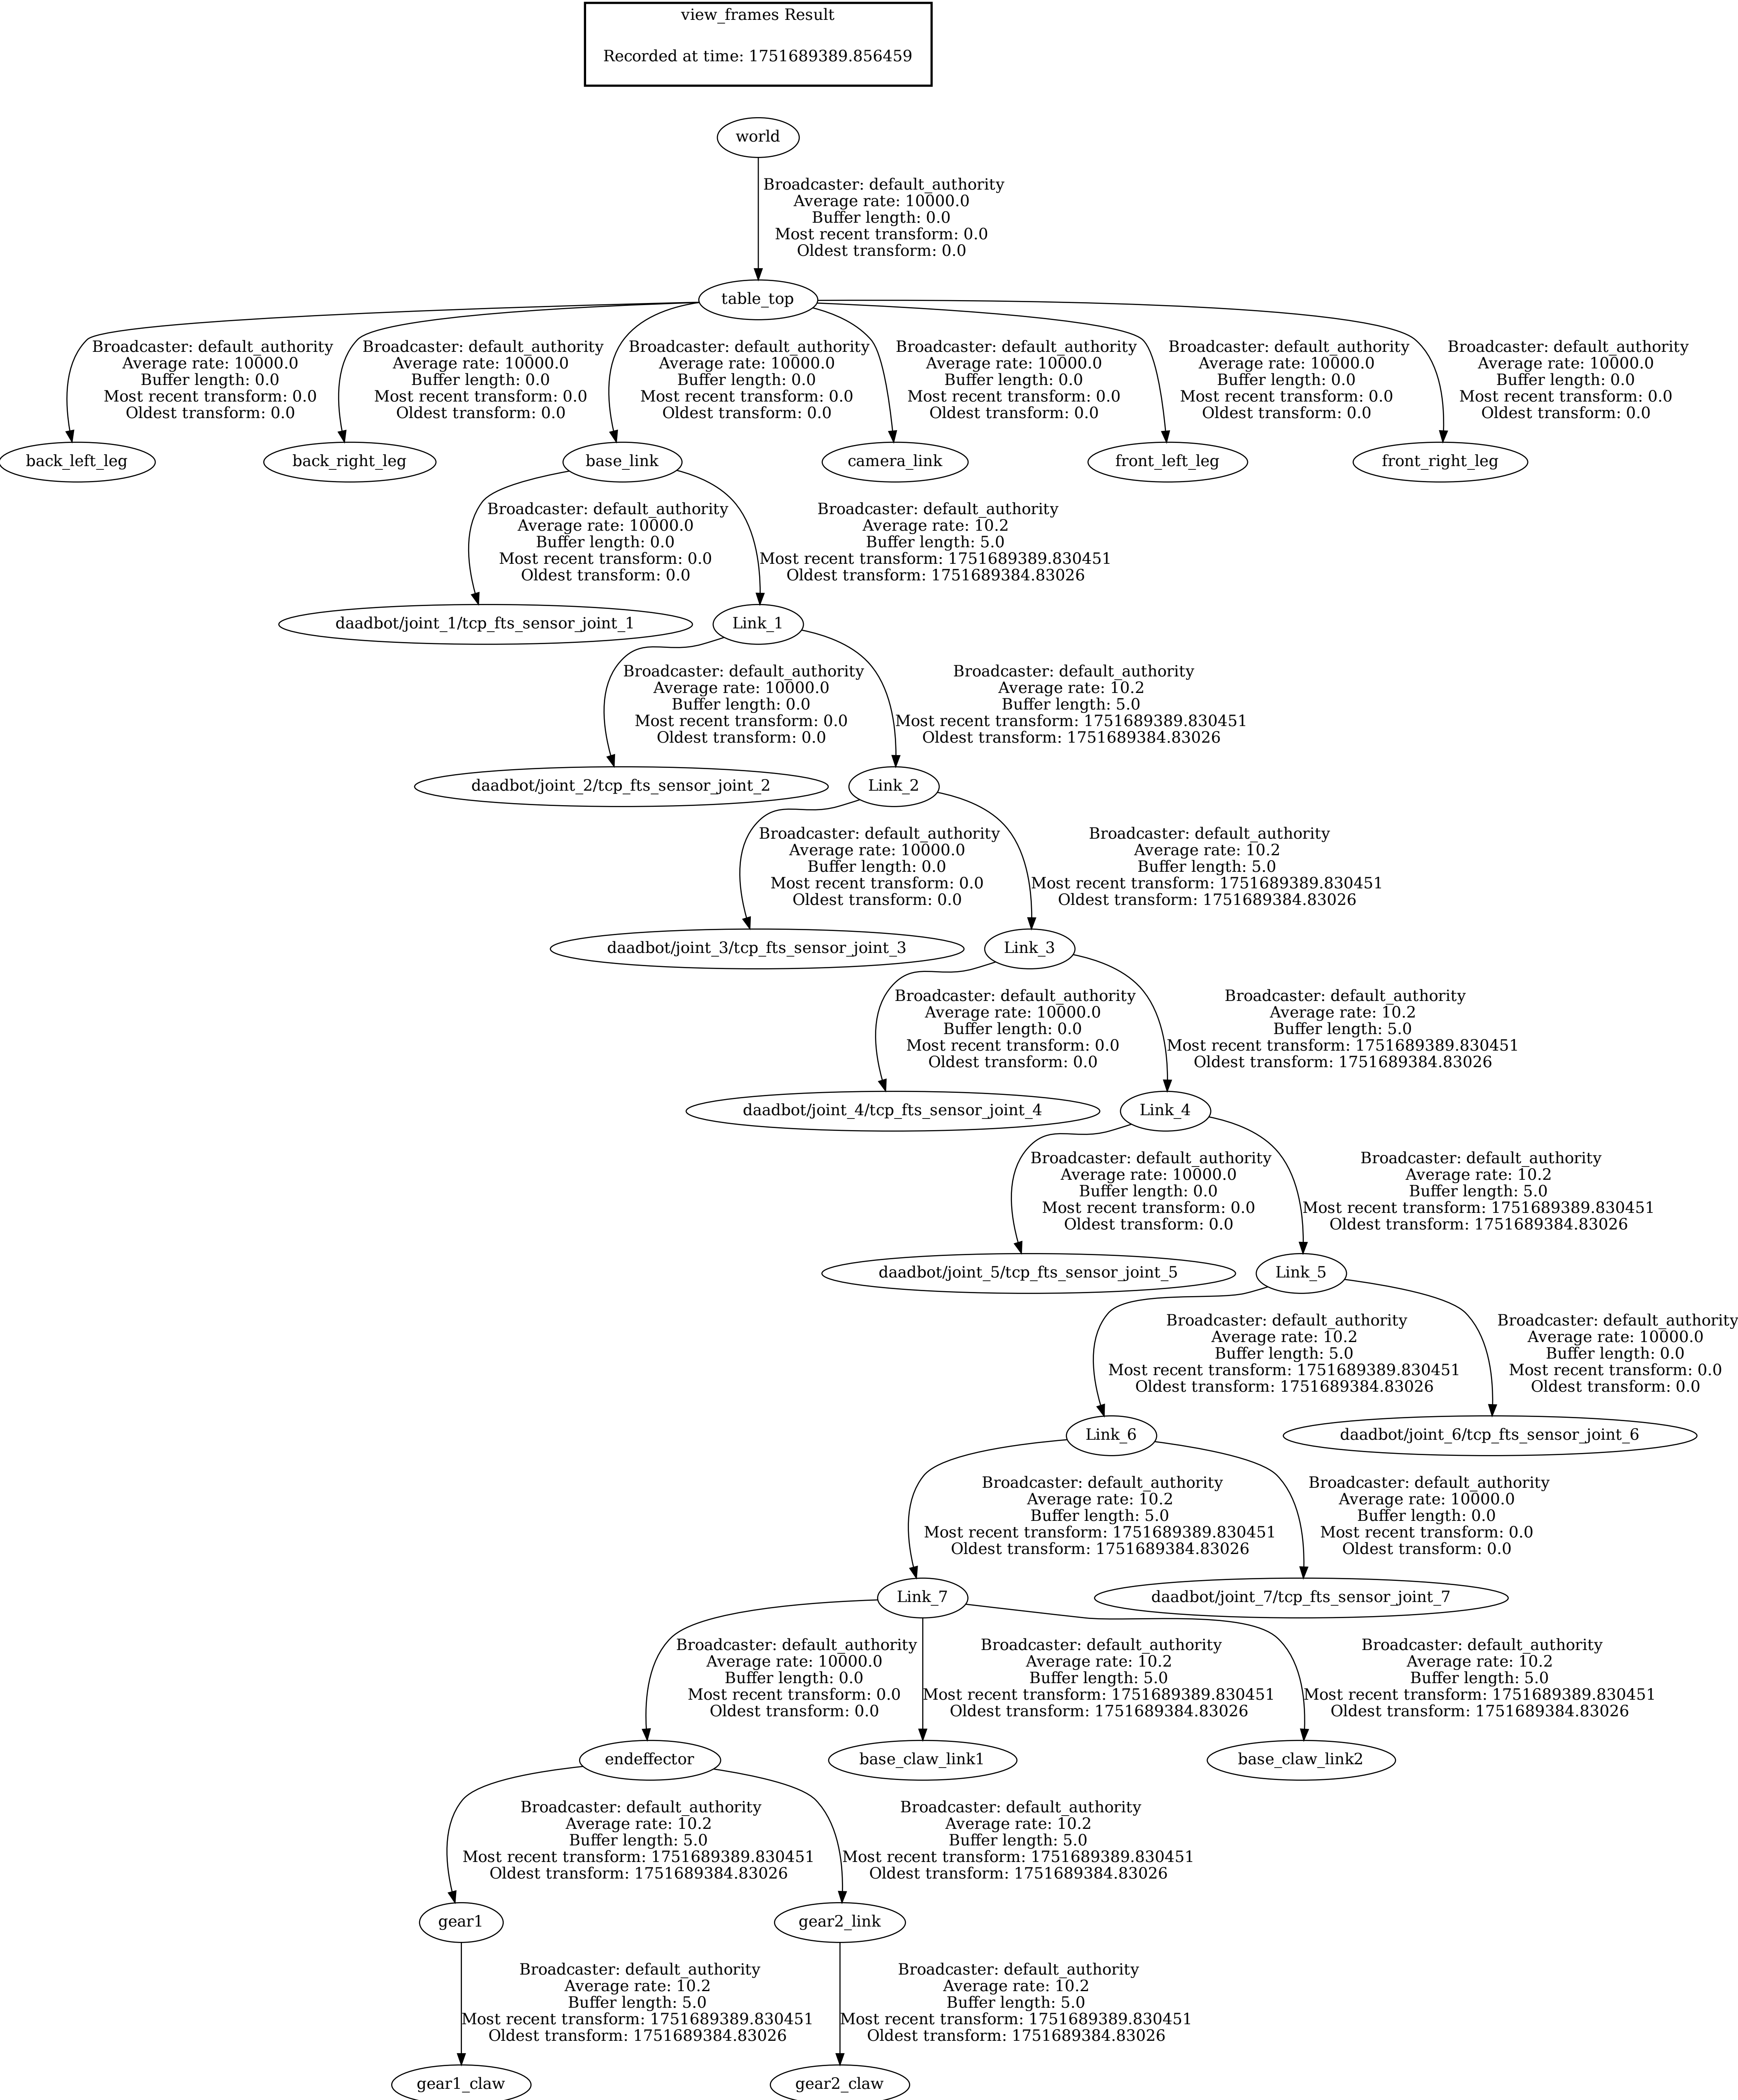 view_frames Result
Recorded at time: 1751689389.856459
world
Broadcaster: default_authority
Average rate: 10000.0
Buffer length: 0.0
Most recent transform: 0.0
Oldest transform: 0.0
table_top
Broadcaster: default_authority
Average rate: 10000.0
Buffer length: 0.0
Most recent transform: 0.0
Oldest transform: 0.0
Broadcaster: default_authority
Average rate: 10000.0
Buffer length: 0.0
Most recent transform: 0.0
Oldest transform: 0.0
Broadcaster: default_authority
Average rate: 10000.0
Buffer length: 0.0
Most recent transform: 0.0
Oldest transform: 0.0
Broadcaster: default_authority
Average rate: 10000.0
Buffer length: 0.0
Most recent transform: 0.0
Oldest transform: 0.0
Broadcaster: default_authority
Average rate: 10000.0
Buffer length: 0.0
Most recent transform: 0.0
Oldest transform: 0.0
Broadcaster: default_authority
Average rate: 10000.0
Buffer length: 0.0
Most recent transform: 0.0
Oldest transform: 0.0
back_left_leg
back_right_leg
base_link
camera_link
front_left_leg
front_right_leg
Broadcaster: default_authority
Average rate: 10000.0
Buffer length: 0.0
Most recent transform: 0.0
Oldest transform: 0.0
Broadcaster: default_authority
Average rate: 10.2
Buffer length: 5.0
Most recent transform: 1751689389.830451
Oldest transform: 1751689384.83026
daadbot/joint_1/tcp_fts_sensor_joint_1
Link_1
Broadcaster: default_authority
Average rate: 10000.0
Buffer length: 0.0
Most recent transform: 0.0
Oldest transform: 0.0
Broadcaster: default_authority
Average rate: 10.2
Buffer length: 5.0
Most recent transform: 1751689389.830451
Oldest transform: 1751689384.83026
daadbot/joint_2/tcp_fts_sensor_joint_2
Link_2
Broadcaster: default_authority
Average rate: 10000.0
Buffer length: 0.0
Most recent transform: 0.0
Oldest transform: 0.0
Broadcaster: default_authority
Average rate: 10.2
Buffer length: 5.0
Most recent transform: 1751689389.830451
Oldest transform: 1751689384.83026
daadbot/joint_3/tcp_fts_sensor_joint_3
Link_3
Broadcaster: default_authority
Average rate: 10000.0
Buffer length: 0.0
Most recent transform: 0.0
Oldest transform: 0.0
Broadcaster: default_authority
Average rate: 10.2
Buffer length: 5.0
Most recent transform: 1751689389.830451
Oldest transform: 1751689384.83026
daadbot/joint_4/tcp_fts_sensor_joint_4
Link_4
Broadcaster: default_authority
Average rate: 10000.0
Buffer length: 0.0
Most recent transform: 0.0
Oldest transform: 0.0
Broadcaster: default_authority
Average rate: 10.2
Buffer length: 5.0
Most recent transform: 1751689389.830451
Oldest transform: 1751689384.83026
daadbot/joint_5/tcp_fts_sensor_joint_5
Link_5
Broadcaster: default_authority
Average rate: 10.2
Buffer length: 5.0
Most recent transform: 1751689389.830451
Oldest transform: 1751689384.83026
Broadcaster: default_authority
Average rate: 10000.0
Buffer length: 0.0
Most recent transform: 0.0
Oldest transform: 0.0
Link_6
daadbot/joint_6/tcp_fts_sensor_joint_6
Broadcaster: default_authority
Average rate: 10.2
Buffer length: 5.0
Most recent transform: 1751689389.830451
Oldest transform: 1751689384.83026
Broadcaster: default_authority
Average rate: 10000.0
Buffer length: 0.0
Most recent transform: 0.0
Oldest transform: 0.0
Link_7
daadbot/joint_7/tcp_fts_sensor_joint_7
Broadcaster: default_authority
Average rate: 10000.0
Buffer length: 0.0
Most recent transform: 0.0
Oldest transform: 0.0
Broadcaster: default_authority
Average rate: 10.2
Buffer length: 5.0
Most recent transform: 1751689389.830451
Oldest transform: 1751689384.83026
Broadcaster: default_authority
Average rate: 10.2
Buffer length: 5.0
Most recent transform: 1751689389.830451
Oldest transform: 1751689384.83026
endeffector
base_claw_link1
base_claw_link2
Broadcaster: default_authority
Average rate: 10.2
Buffer length: 5.0
Most recent transform: 1751689389.830451
Oldest transform: 1751689384.83026
Broadcaster: default_authority
Average rate: 10.2
Buffer length: 5.0
Most recent transform: 1751689389.830451
Oldest transform: 1751689384.83026
gear1
gear2_link
Broadcaster: default_authority
Average rate: 10.2
Buffer length: 5.0
Most recent transform: 1751689389.830451
Oldest transform: 1751689384.83026
Broadcaster: default_authority
Average rate: 10.2
Buffer length: 5.0
Most recent transform: 1751689389.830451
Oldest transform: 1751689384.83026
gear1_claw
gear2_claw